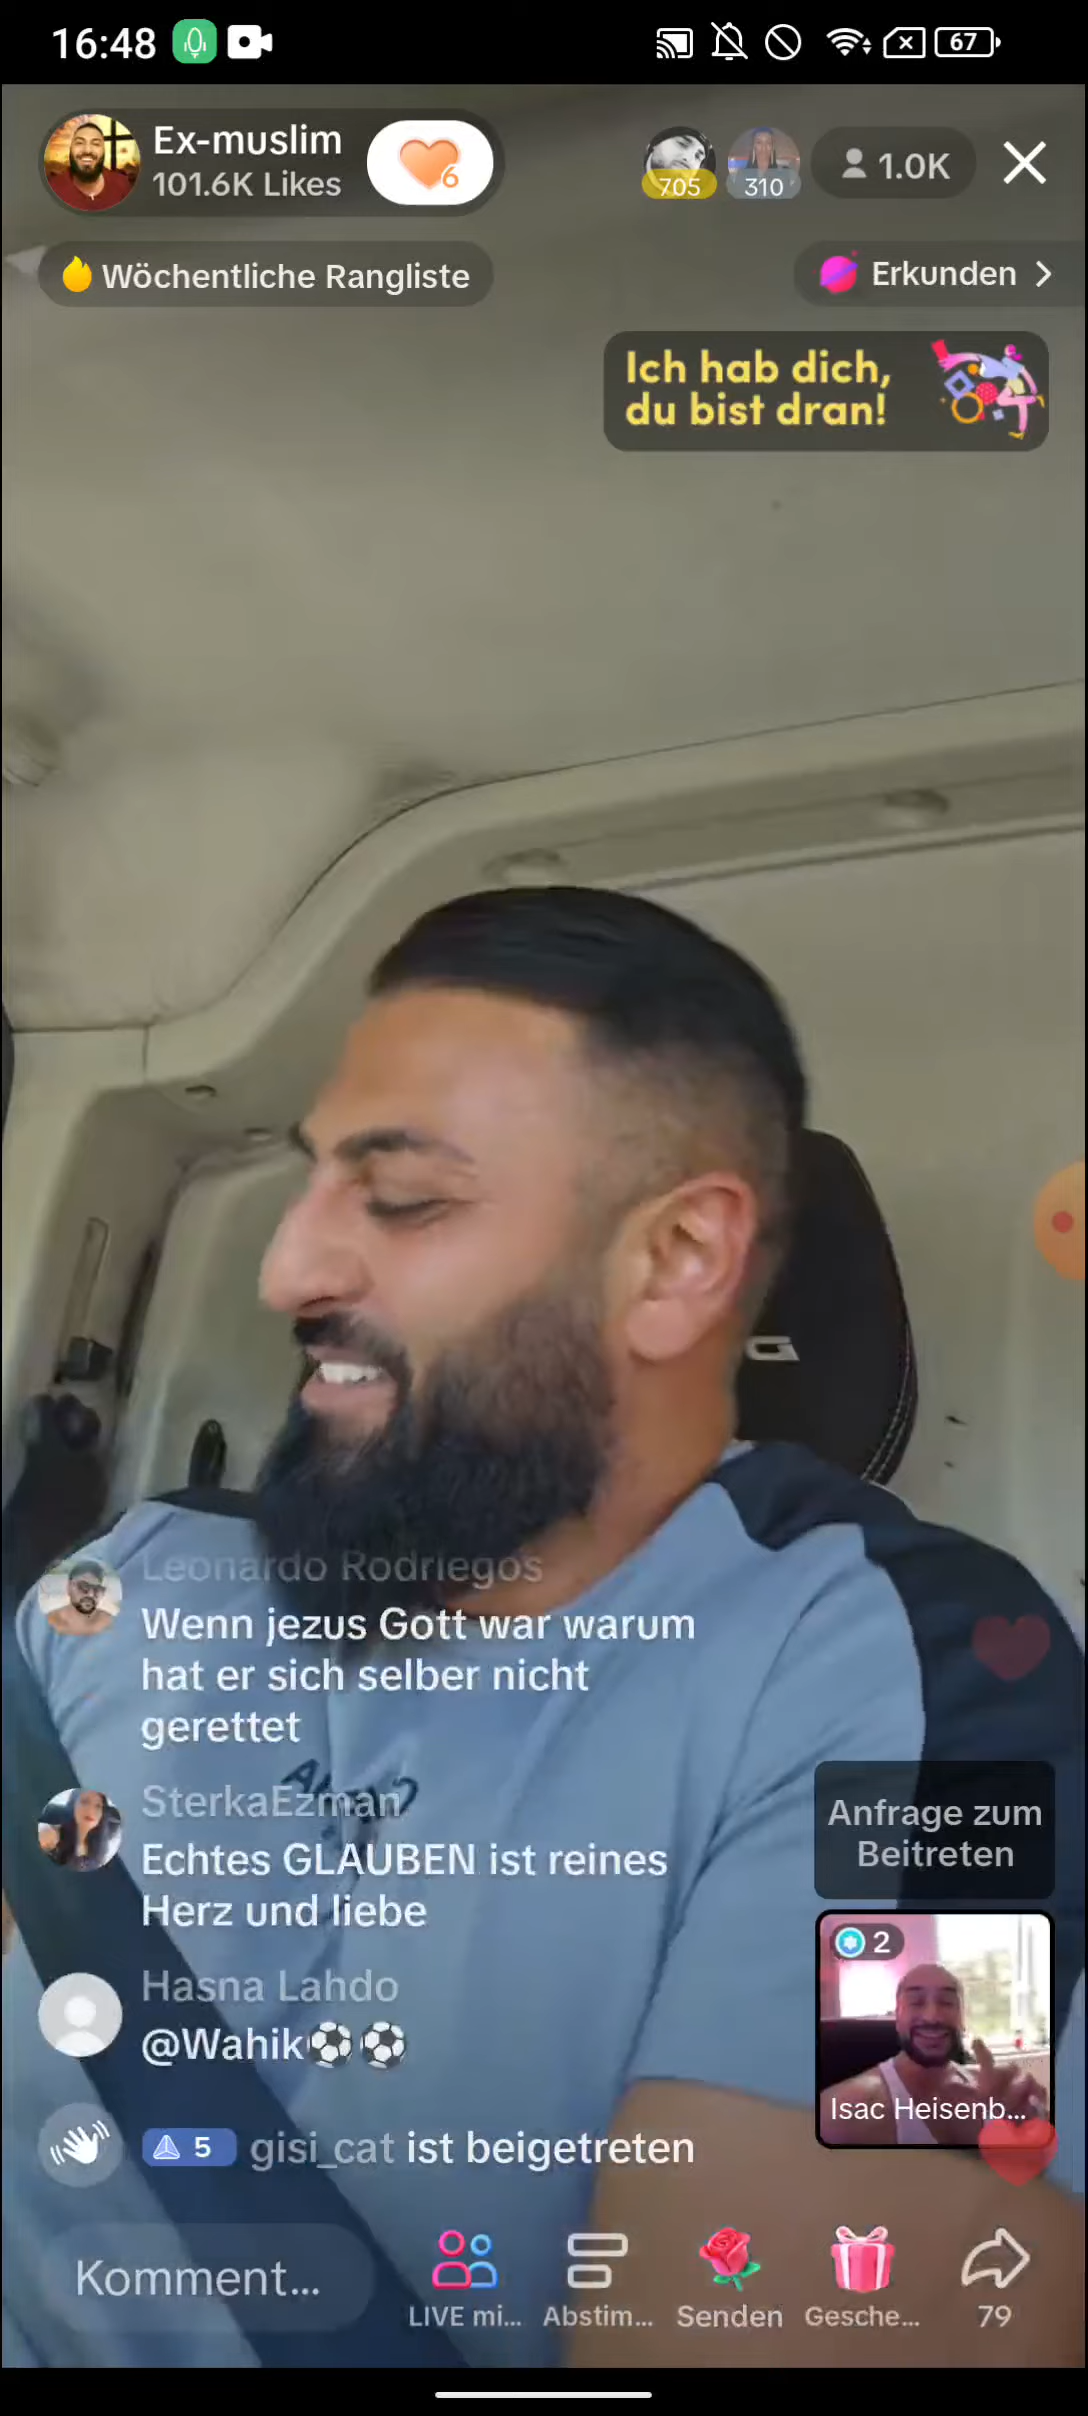 16:48
67
Ex-muslim
101.6K Likes
6
705
310
1.0K
Wöchentliche Rangliste
Erkunden
Ich hab dich,
du bist dran!
G
Leonardo Rodriegos
Wenn jezus Gott war warum
hat er sich selber nicht
gerettet
SterkaEzman
Echtes GLAUBEN ist reines
Herz und liebe
Anfrage zum
Beitreten
2
Isac Heisenb...
Hasna Lahdo
@Wahik⚽⚽
5 gisi_cat ist beigetreten
Komment...
LIVE mi...
Abstim...
Senden
Gesche...
79